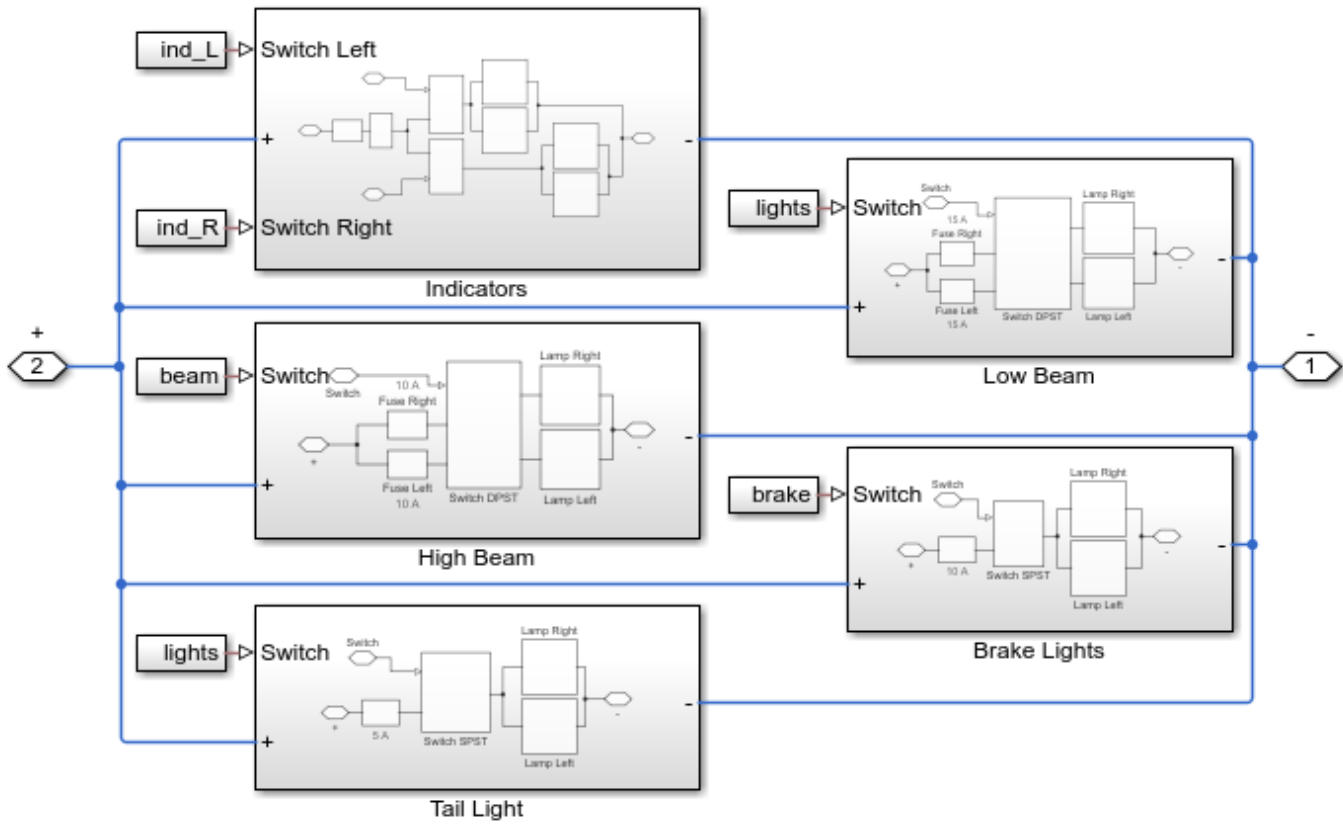 ind_L
Switch Left
+
-
ind_R
Switch Right
Indicators
lights
Switch
Switch
15 A
Fuse Right
Lamp Right
+
-
-
+
Fuse Left
15 A
Switch DPST
Lamp Left
Low Beam
+
2
-
1
beam
Switch
Switch
10 A
Fuse Right
Lamp Right
+
-
-
+
Fuse Left
10 A
Switch DPST
Lamp Left
High Beam
brake
Switch
Switch
Lamp Right
+
10 A
Switch SPST
-
-
+
Lamp Left
Brake Lights
lights
Switch
Switch
Lamp Right
+
5 A
Switch SPST
-
-
+
Lamp Left
Tail Light